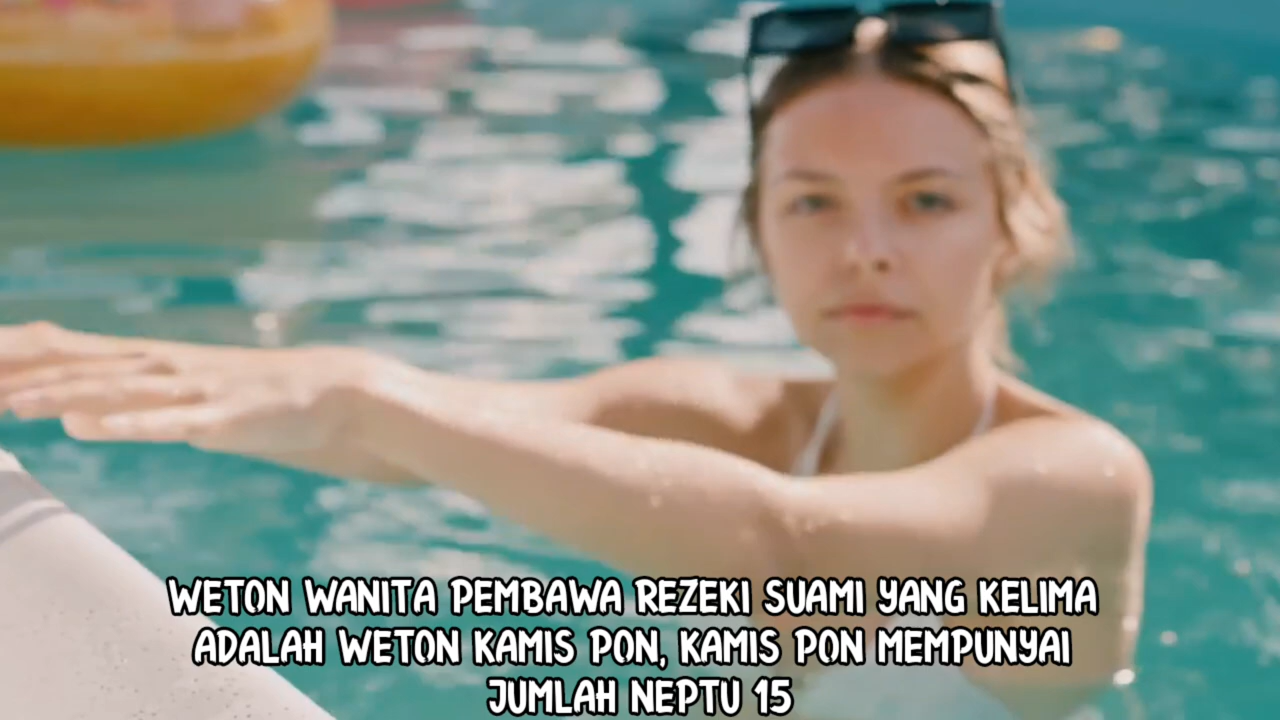 WETON WANITA PEMBAWA REZEKI SUAMI YANG KELIMA
ADALAH WETON KAMIS PON, KAMIS PON MEMPUNYAI
JUMLAH NEPTU 15